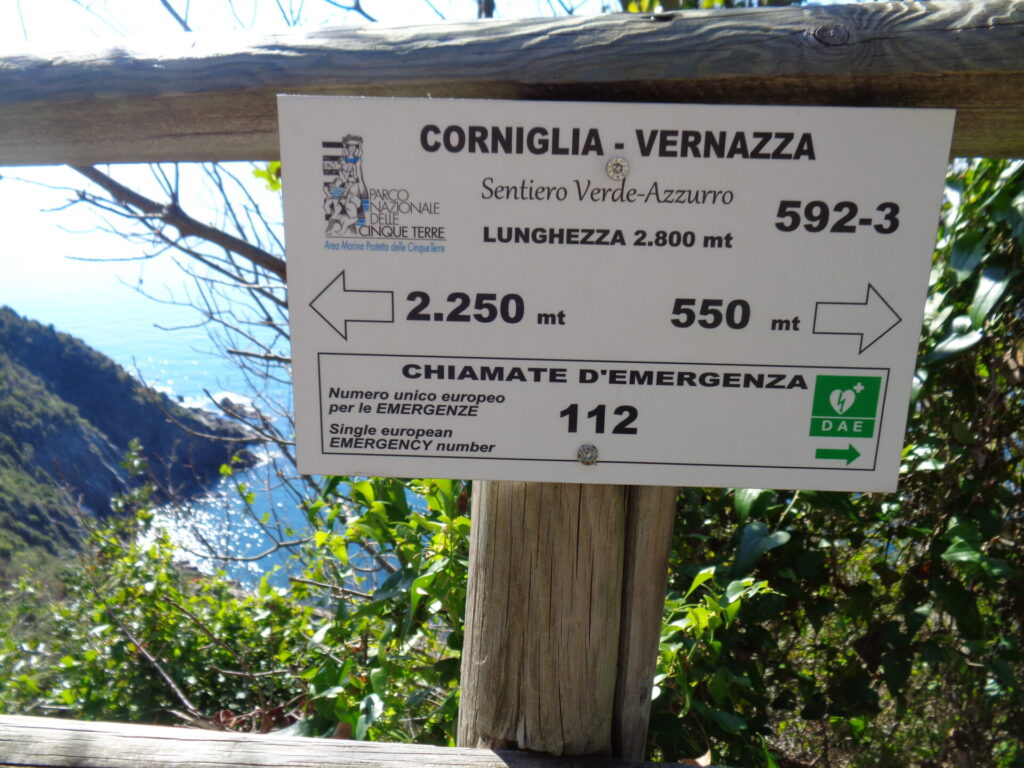 CORNIGLIA - VERNAZZA
PARCO
NAZIONALE
DELLE
CINQUE TERRE
Area Marina Protetta delle Cinque Terre
Sentiero Verde-Azzurro
592-3
LUNGHEZZA 2.800 mt
2.250 mt
550 mt
CHIAMATE D'EMERGENZA
Numero unico europeo
per le EMERGENZE
Single european
EMERGENCY number
112
DAE